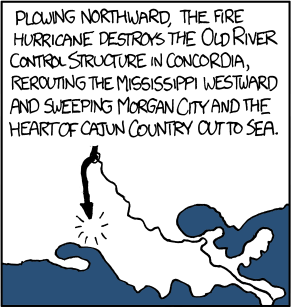 PLOWING NORTHWARD, THE FIRE
HURRICANE DESTROYS THE OLD RIVER
CONTROL STRUCTURE IN CONCORDIA,
REROUTING THE MISSISSIPPI WESTWARD
AND SWEEPING MORGAN CITY AND THE
HEART OF CAJUN COUNTRY OUT TO SEA.